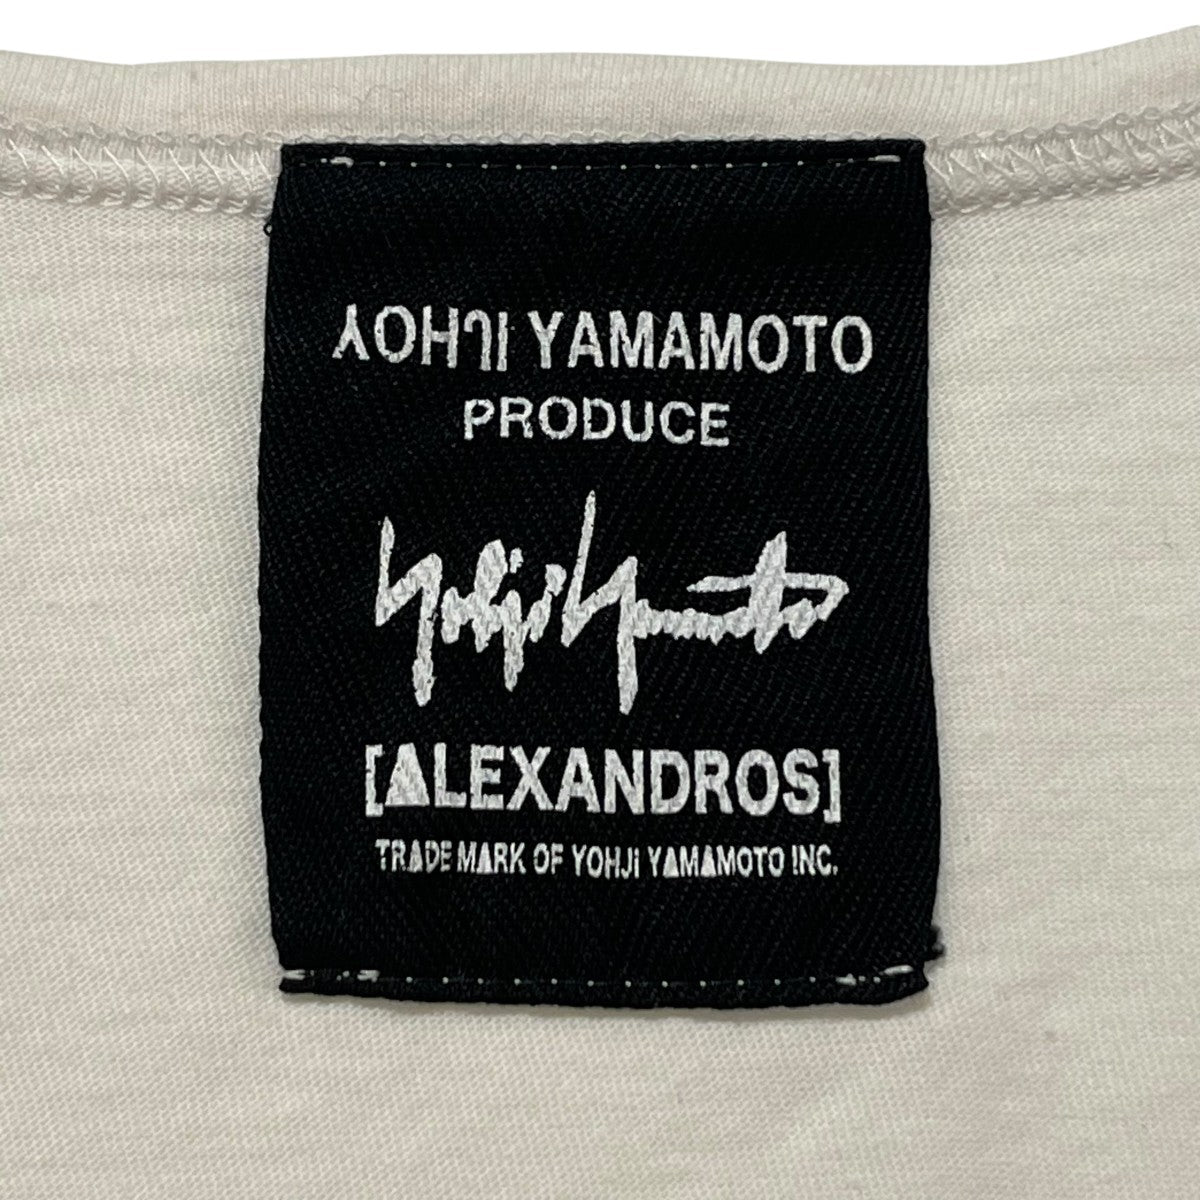 YOHJI YAMAMOTO
PRODUCE
Yohji Yamamoto
[ALEXANDROS]
TRADE MARK OF YOHJI YAMAMOTO INC.